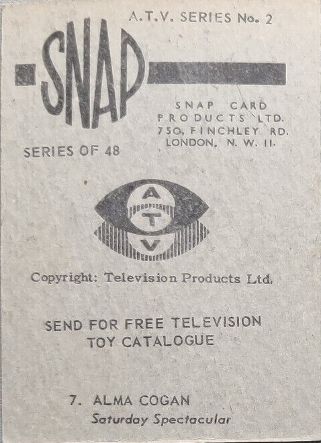 A.T.V. SERIES No. 2
SNAP
SNAP CARD
PRODUCTS LTD.
750, FINCHLEY RD.
LONDON, N. W. 11.
SERIES OF 48
ATV
Copyright: Television Products Ltd.
SEND FOR FREE TELEVISION
TOY CATALOGUE
7. ALMA COGAN
Saturday Spectacular